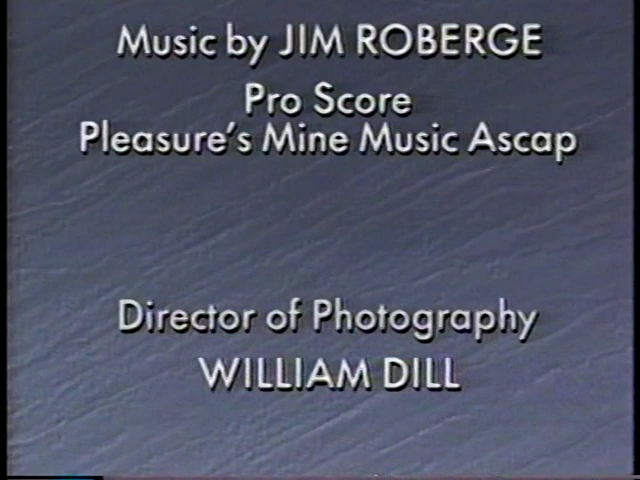 Music by JIM ROBERGE
Pro Score
Pleasure's Mine Music Ascap
Director of Photography
WILLIAM DILL